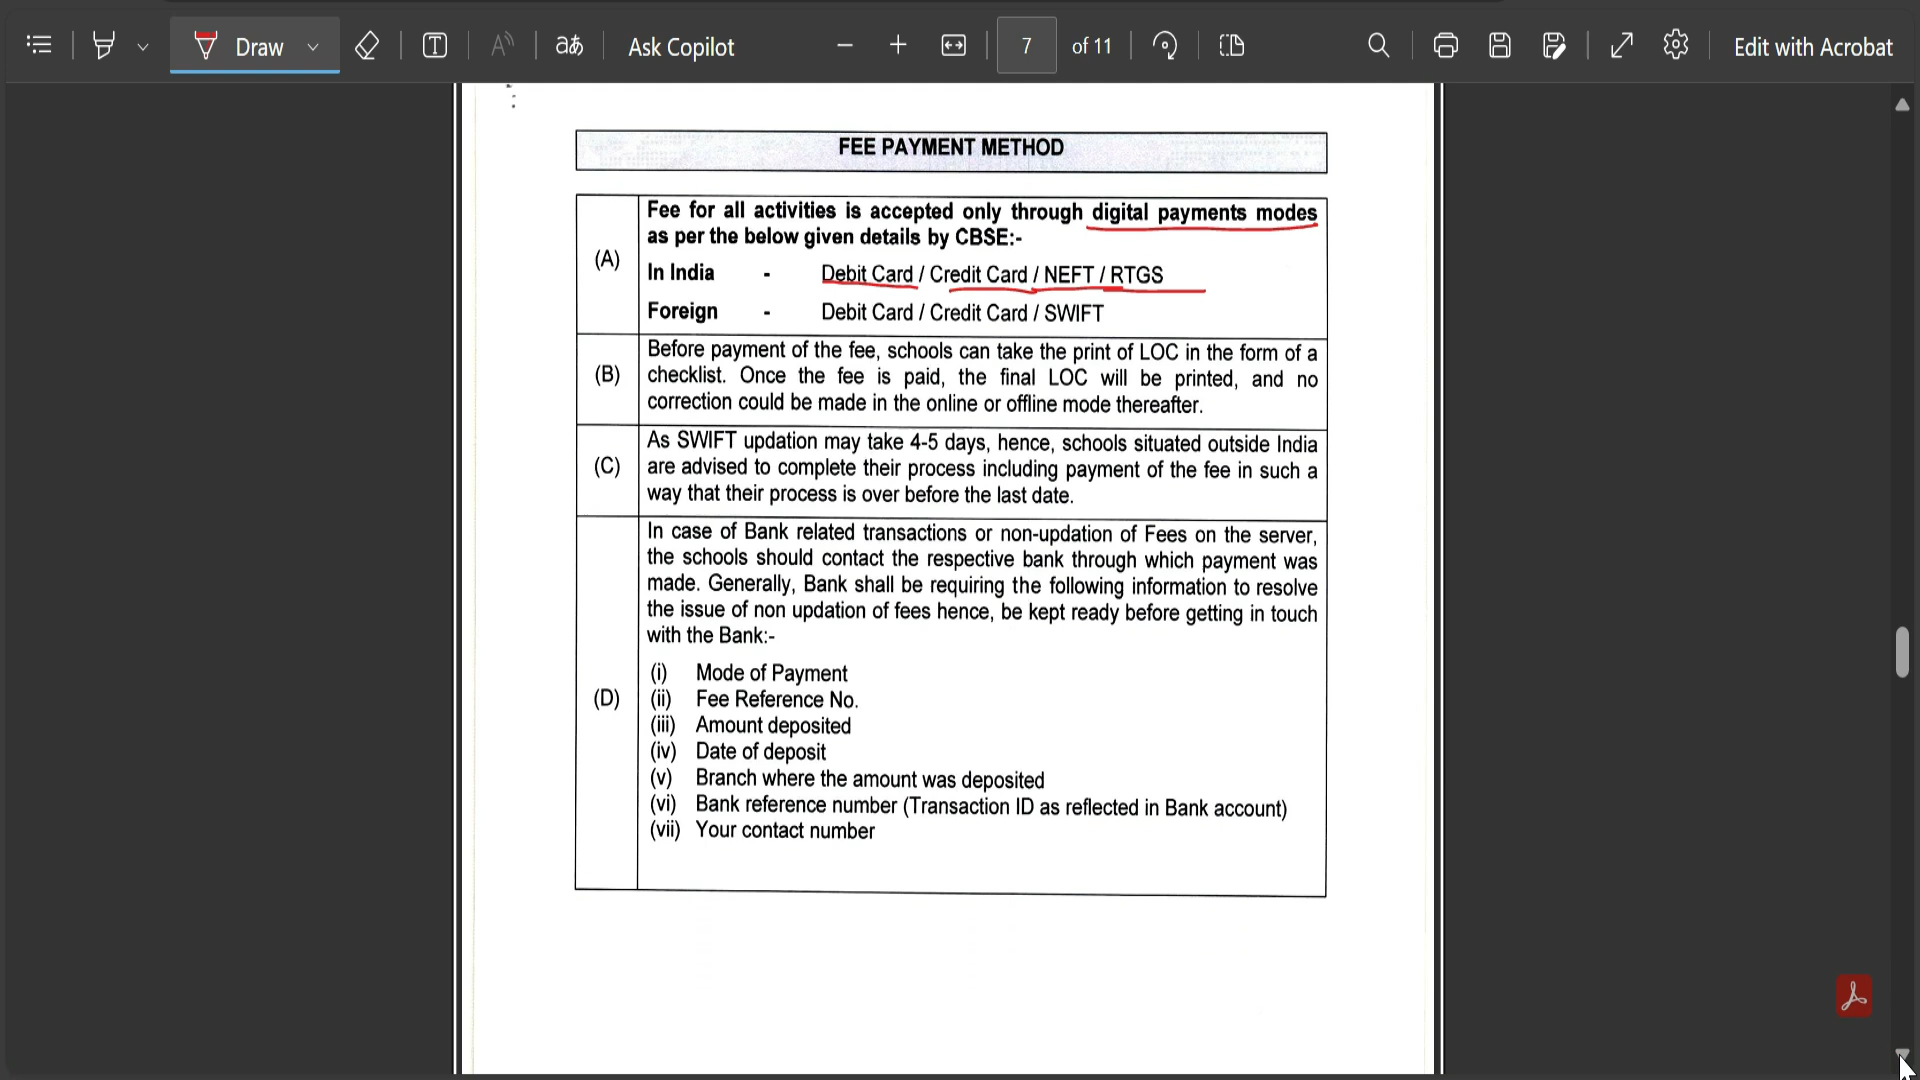 Draw
T
A
aあ
Ask Copilot
7
of 11
Edit with Acrobat
FEE PAYMENT METHOD
(A)
Fee for all activities is accepted only through digital payments modes
as per the below given details by CBSE:-
In India - Debit Card / Credit Card / NEFT / RTGS
Foreign - Debit Card / Credit Card / SWIFT
(B)
Before payment of the fee, schools can take the print of LOC in the form of a
checklist. Once the fee is paid, the final LOC will be printed, and no
correction could be made in the online or offline mode thereafter.
(C)
As SWIFT updation may take 4-5 days, hence, schools situated outside India
are advised to complete their process including payment of the fee in such a
way that their process is over before the last date.
(D)
In case of Bank related transactions or non-updation of Fees on the server,
the schools should contact the respective bank through which payment was
made. Generally, Bank shall be requiring the following information to resolve
the issue of non updation of fees hence, be kept ready before getting in touch
with the Bank:-
(i) Mode of Payment
(ii) Fee Reference No.
(iii) Amount deposited
(iv) Date of deposit
(v) Branch where the amount was deposited
(vi) Bank reference number (Transaction ID as reflected in Bank account)
(vii) Your contact number